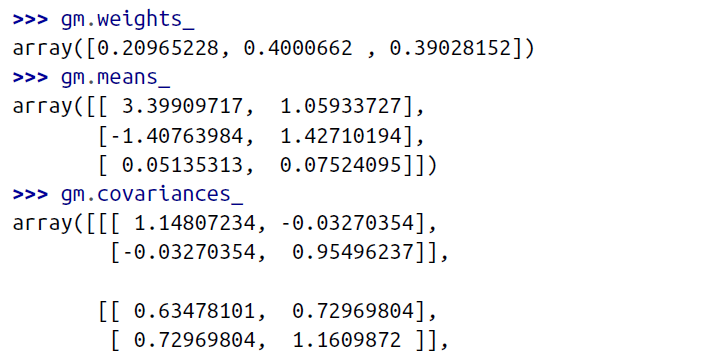 >>> gm.weights_
array([0.20965228, 0.4000662 , 0.39028152])
>>> gm.means_
array([[ 3.39909717,  1.05933727],
       [-1.40763984,  1.42710194],
       [ 0.05135313,  0.07524095]])
>>> gm.covariances_
array([[[ 1.14807234, -0.03270354],
        [-0.03270354,  0.95496237]],
       [[ 0.63478101,  0.72969804],
        [ 0.72969804,  1.1609872 ]],